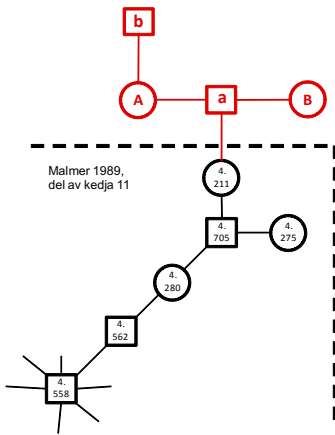 b
A
a
B
Malmer 1989,
del av kedja 11
4.
211
4.
705
4.
275
4.
280
4.
562
4.
558